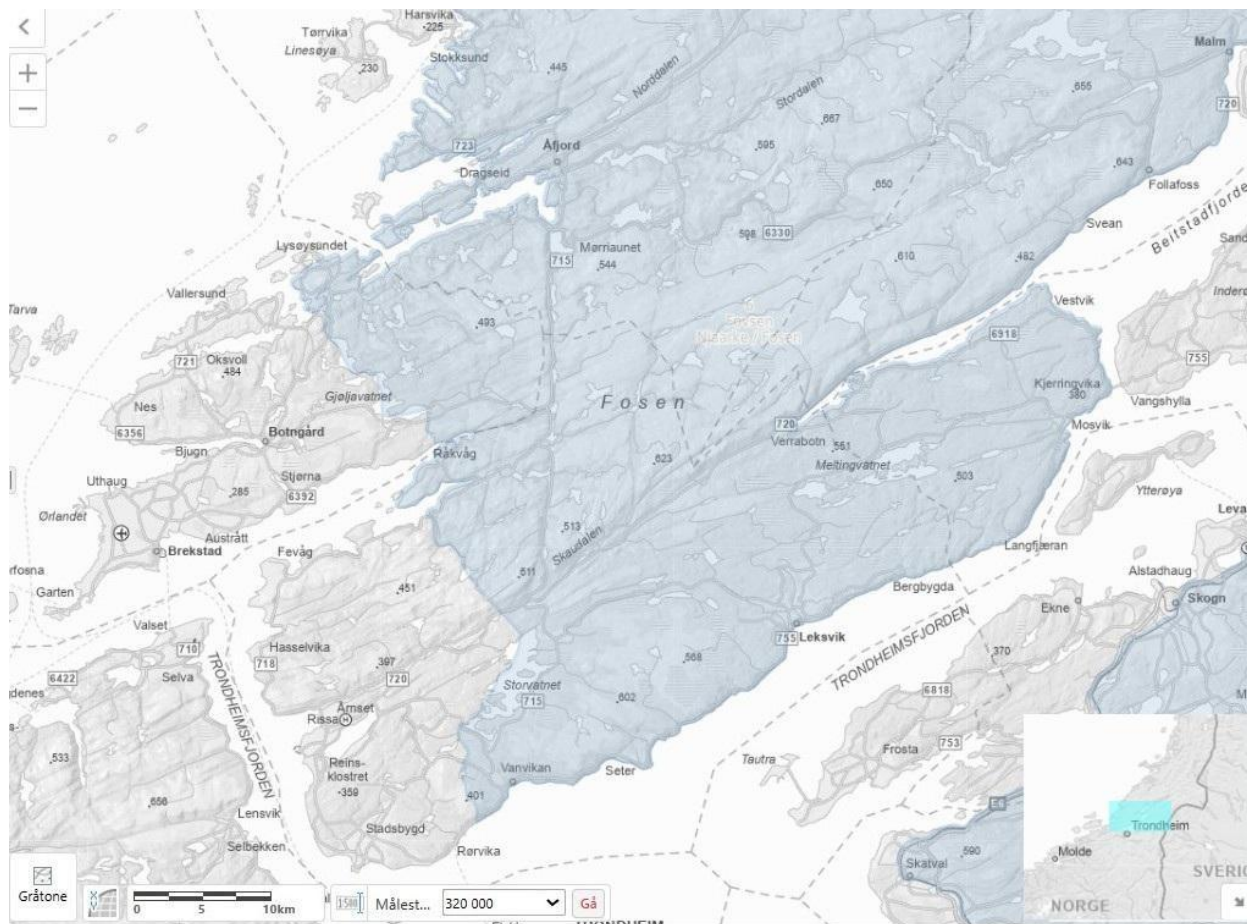 Harsvika
225
Tørrvika
Linesøya
Stokksund
230
445
Norddalen
Stordalen
655
Malm
720
667
723
Åfjord
595
Dragseid
643
650
Follafoss
Svean
Beitstadfjorden
Lysøysundet
Mørriaunet
598
6330
715
544
610
482
Vallersund
Vestvik
Tarva
493
6918
721
Oksvoll
484
755
Gjøljavatnet
Fosen
Kjerringvika
380
Vangshylla
Nes
6356
Botngård
720
Verrabotn
Mosvik
Bjugn
Råkvåg
551
623
Meltingvatnet
Uthaug
Stjørna
503
285
6392
Ytterøya
Ørlandet
513
Austrått
Skaudalen
Brekstad
Fevåg
Langfjæran
611
Alstadhaug
Garten
451
Bergbygda
Ekne
Skogn
Valset
755
Leksvik
710
Hasselvika
TRONDHEIMSFJORDEN
370
6422
718
397
568
Selva
720
6818
Storvatnet
715
602
TRONDHEIMSFJORDEN
Årnset
Rissa
H
533
Frosta
753
Reins-
klostret
359
Tautra
Seter
Vanvikan
656
401
E6
Lensvik
Stadsbygd
Trondheim
Selbekken
Rørvika
590
Molde
Skatval
SVERIG
Gråtone
0 5 10km
Målest...
320 000
Gå
NORGE